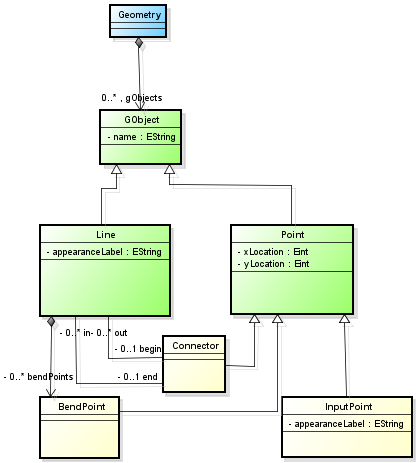 Geometry
0..* , gObjects
GObject
- name : EString
Line
- appearanceLabel : EString
Point
- xLocation : Eint
- yLocation : Eint
- 0..* in
- 0..* out
- 0..1 begin
Connector
- 0..1 end
- 0..* bendPoints
BendPoint
InputPoint
- appearanceLabel : EString